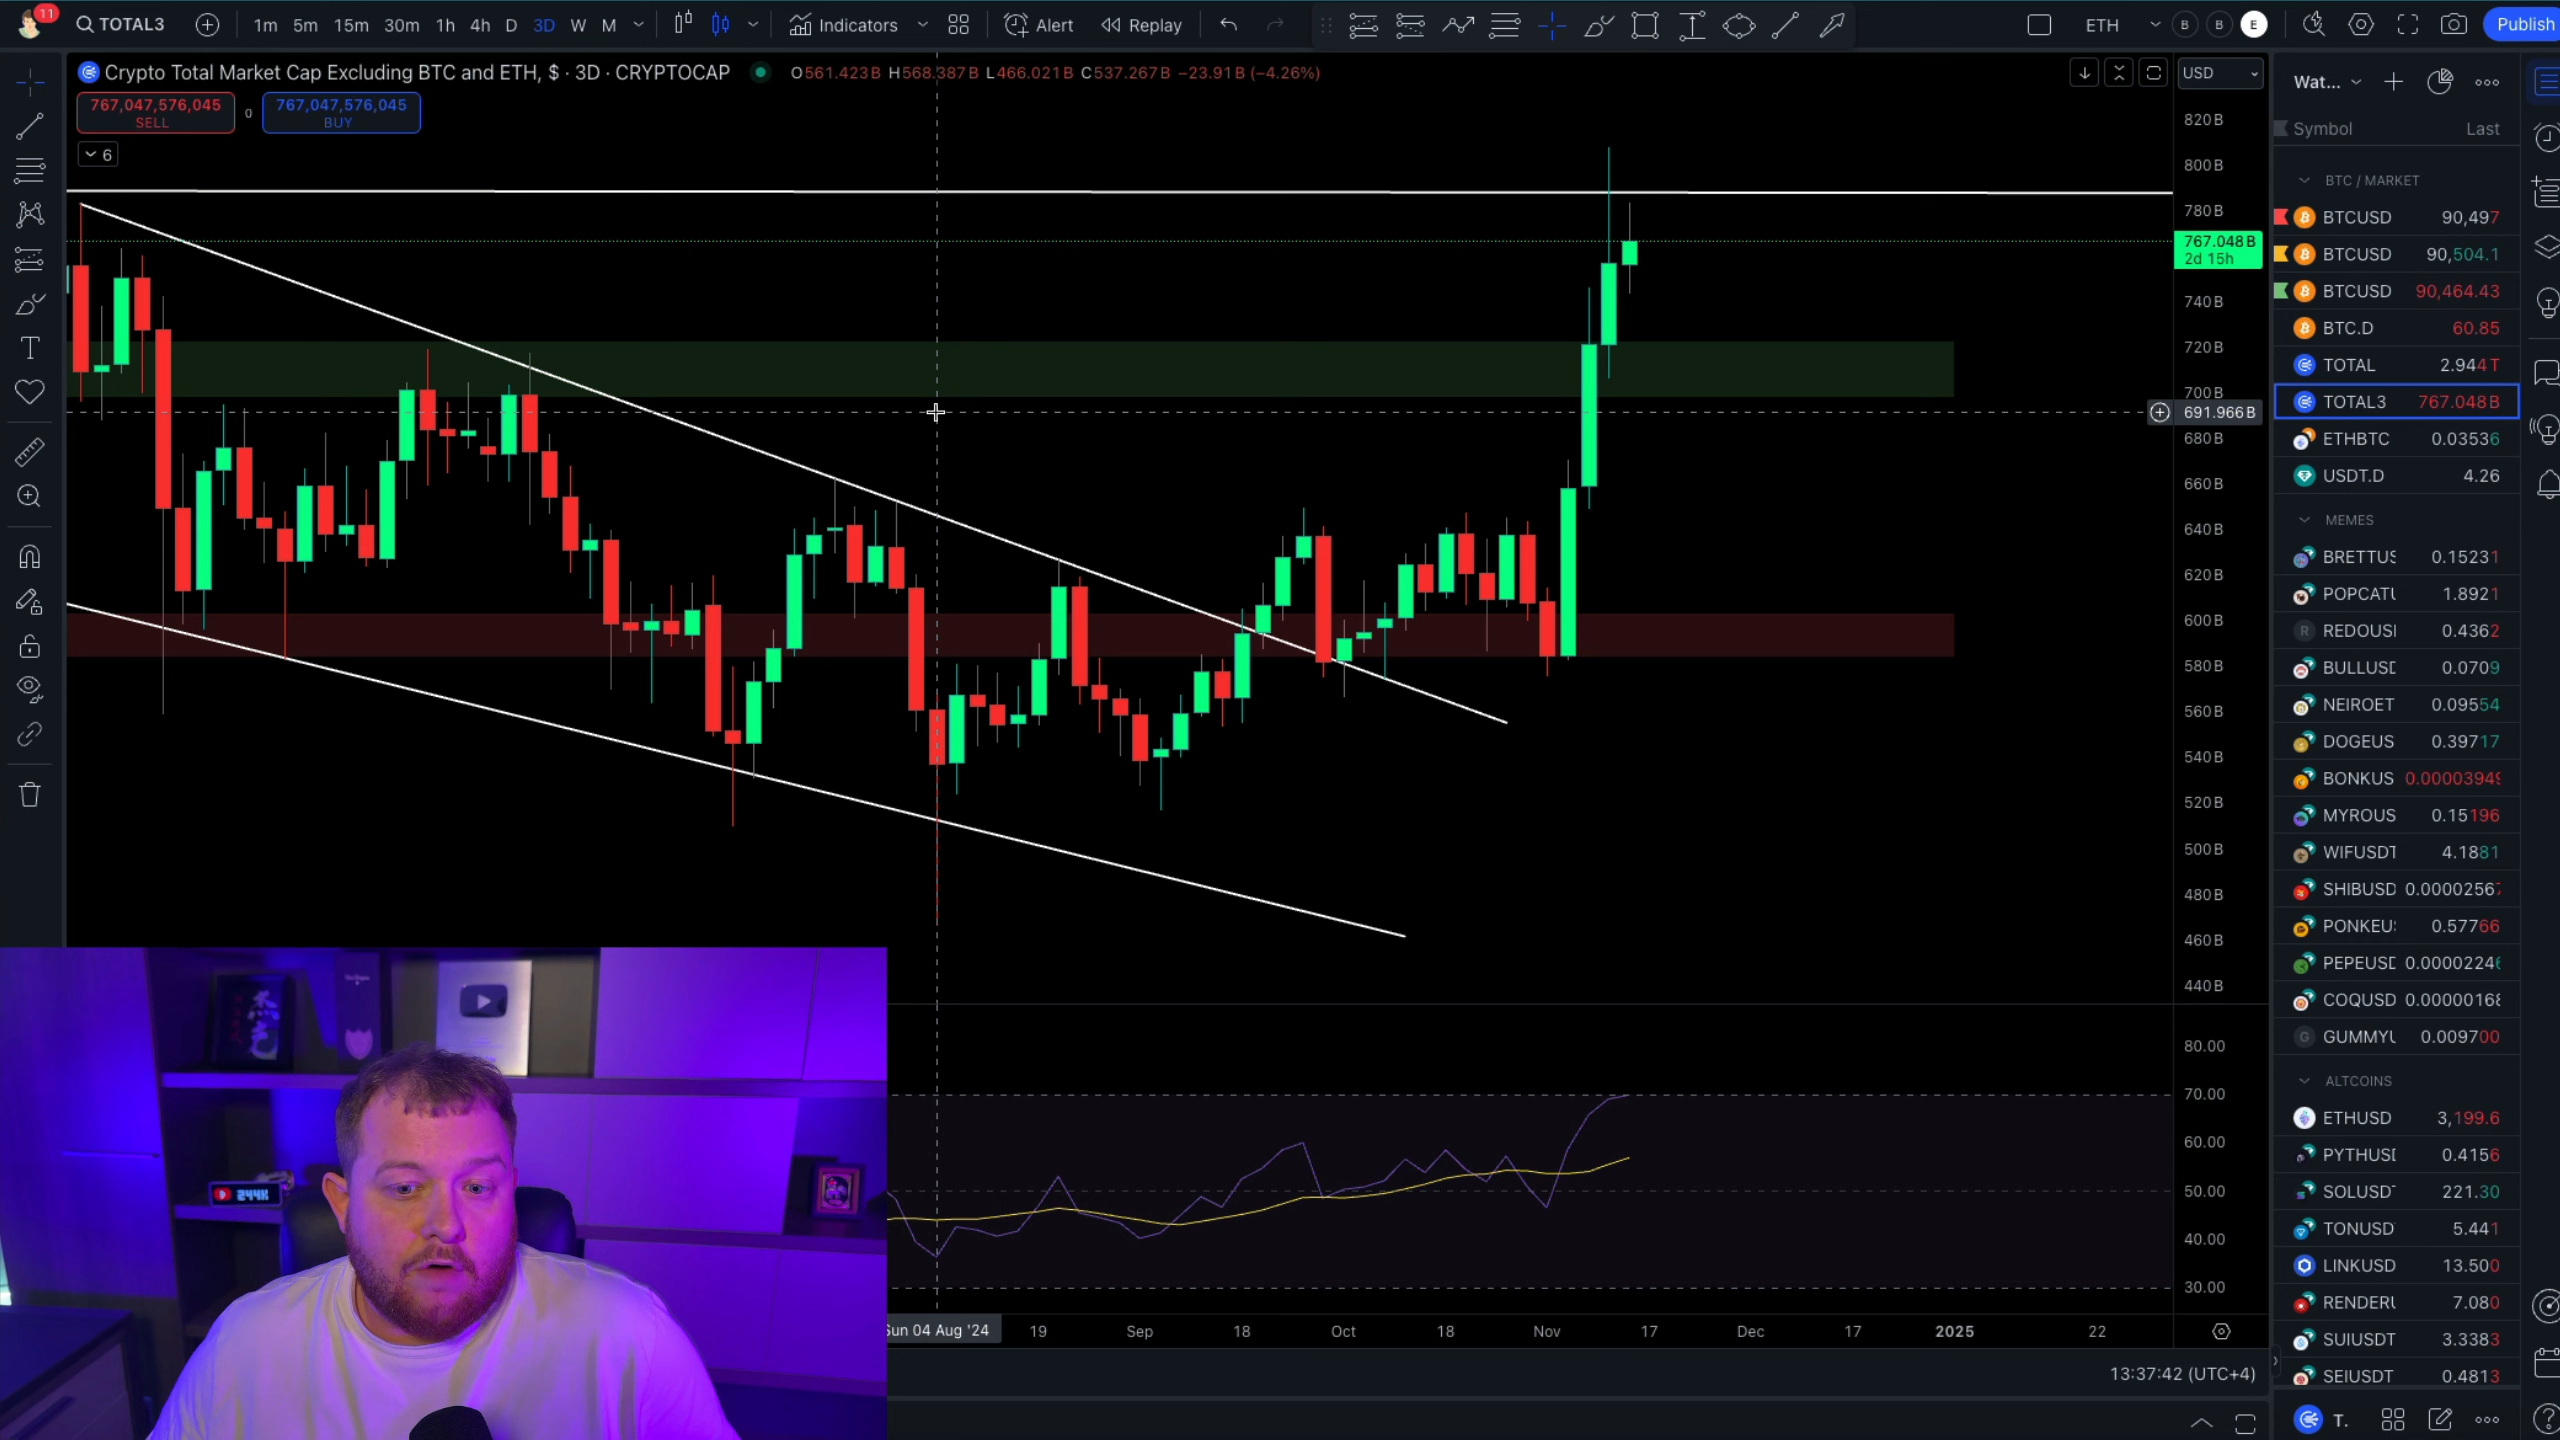 11
TOTAL3
1m 5m 15m 30m 1h 4h D 3D W M
Indicators
Alert
Replay
ETH
B B E
Publish
Crypto Total Market Cap Excluding BTC and ETH, $ · 3D · CRYPTOCAP
O561.423B H568.387B L466.021B C537.267B −23.91B (−4.26%)
767,047,576,045
SELL
0
767,047,576,045
BUY
6
USD
820B
800B
780B
767.048B
2d 15h
740B
720B
700B
691.966B
680B
660B
640B
620B
600B
580B
560B
540B
520B
500B
480B
460B
440B
80.00
70.00
60.00
50.00
40.00
30.00
Sun 04 Aug '24 19 Sep 18 Oct 18 Nov 17 Dec 17 2025 22
13:37:42 (UTC+4)
Wat...
Symbol Last
BTC / MARKET
BTCUSD 90,497
BTCUSD 90,504.1
BTCUSD 90,464.43
BTC.D 60.85
TOTAL 2.944T
TOTAL3 767.048B
ETHBTC 0.03536
USDT.D 4.26
MEMES
BRETTUS 0.15231
POPCATU 1.8921
R REDOUSI 0.4362
BULLUSD 0.0709
NEIROET 0.09554
DOGEUS 0.39717
BONKUS 0.00003949
MYROUS 0.15196
WIFUSDT 4.1881
SHIBUSD 0.00002567
PONKEU 0.57766
PEPEUSD 0.00002246
COQUSD 0.00000168
G GUMMYU 0.009700
ALTCOINS
ETHUSD 3,199.6
PYTHUSD 0.4156
SOLUSDT 221.30
TONUSD 5.441
LINKUSD 13.500
RENDERU 7.080
SUIUSDT 3.3383
SEIUSDT 0.4813
T.
244K